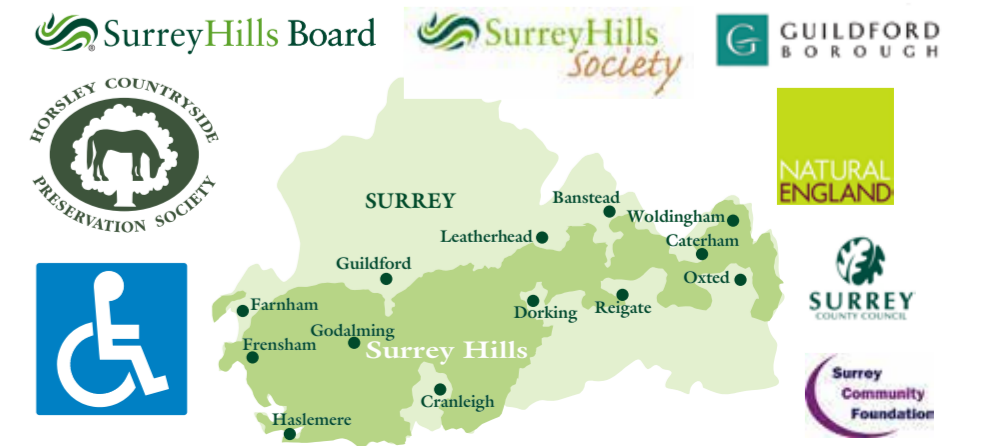 SurreyHills Board
SurreyHills
Society
G
GUILDFORD
BOROUGH
HORSLEY COUNTRYSIDE
PRESERVATION SOCIETY
NATURAL
ENGLAND
SURREY
Banstead
Woldingham
Leatherhead
Caterham
Guildford
Oxted
Farnham
Dorking
Reigate
Godalming
Frensham
Surrey Hills
Cranleigh
Haslemere
SURREY
COUNTY COUNCIL
Surrey
Community
Foundation